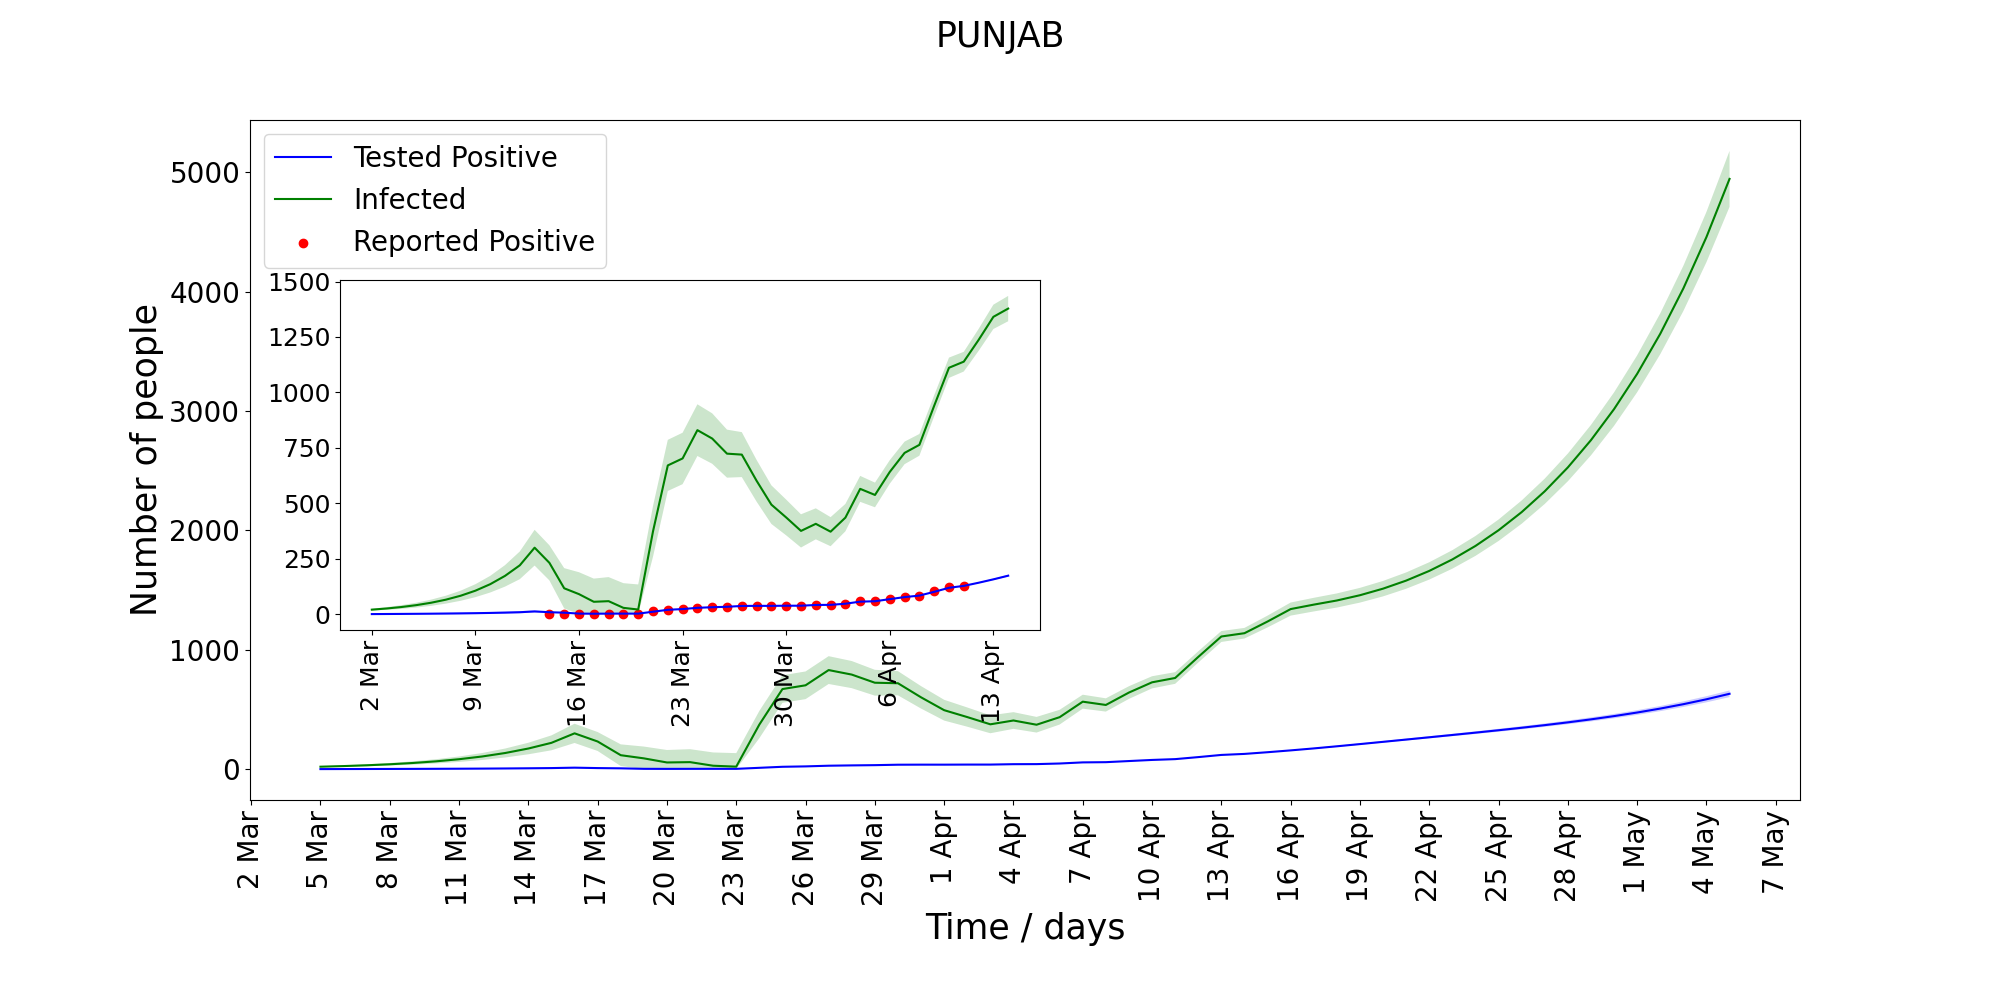 PUNJAB
Tested Positive
Infected
Reported Positive
Number of people
5000
4000
3000
2000
1000
0
1500
1250
1000
750
500
250
0
2 Mar
9 Mar
16 Mar
23 Mar
30 Mar
6 Apr
13 Apr
2 Mar
5 Mar
8 Mar
11 Mar
14 Mar
17 Mar
20 Mar
23 Mar
26 Mar
29 Mar
1 Apr
4 Apr
7 Apr
10 Apr
13 Apr
16 Apr
19 Apr
22 Apr
25 Apr
28 Apr
1 May
4 May
7 May
Time / days